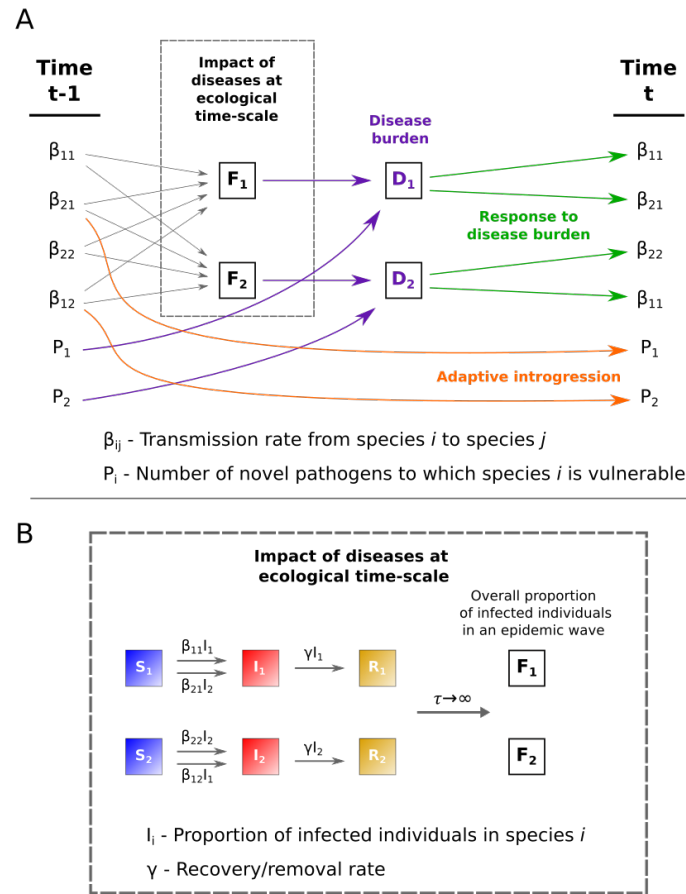 A
Time
t-1
Impact of
diseases at
ecological
time-scale
Disease
burden
Time
t
β₁₁
β₂₁
β₂₂
β₁₂
P₁
P₂
F₁
F₂
D₁
D₂
Response to
disease burden
Adaptive introgression
β₁₁
β₂₁
β₂₂
β₁₁
P₁
P₂
βᵢⱼ - Transmission rate from species i to species j
Pᵢ - Number of novel pathogens to which species i is vulnerable
B
Impact of diseases at
ecological time-scale
Overall proportion
of infected individuals
in an epidemic wave
S₁
β₁₁I₁
β₂₁I₂
I₁
γI₁
R₁
F₁
τ→∞
S₂
β₂₂I₂
β₁₂I₁
I₂
γI₂
R₂
F₂
Iᵢ - Proportion of infected individuals in species i
γ - Recovery/removal rate